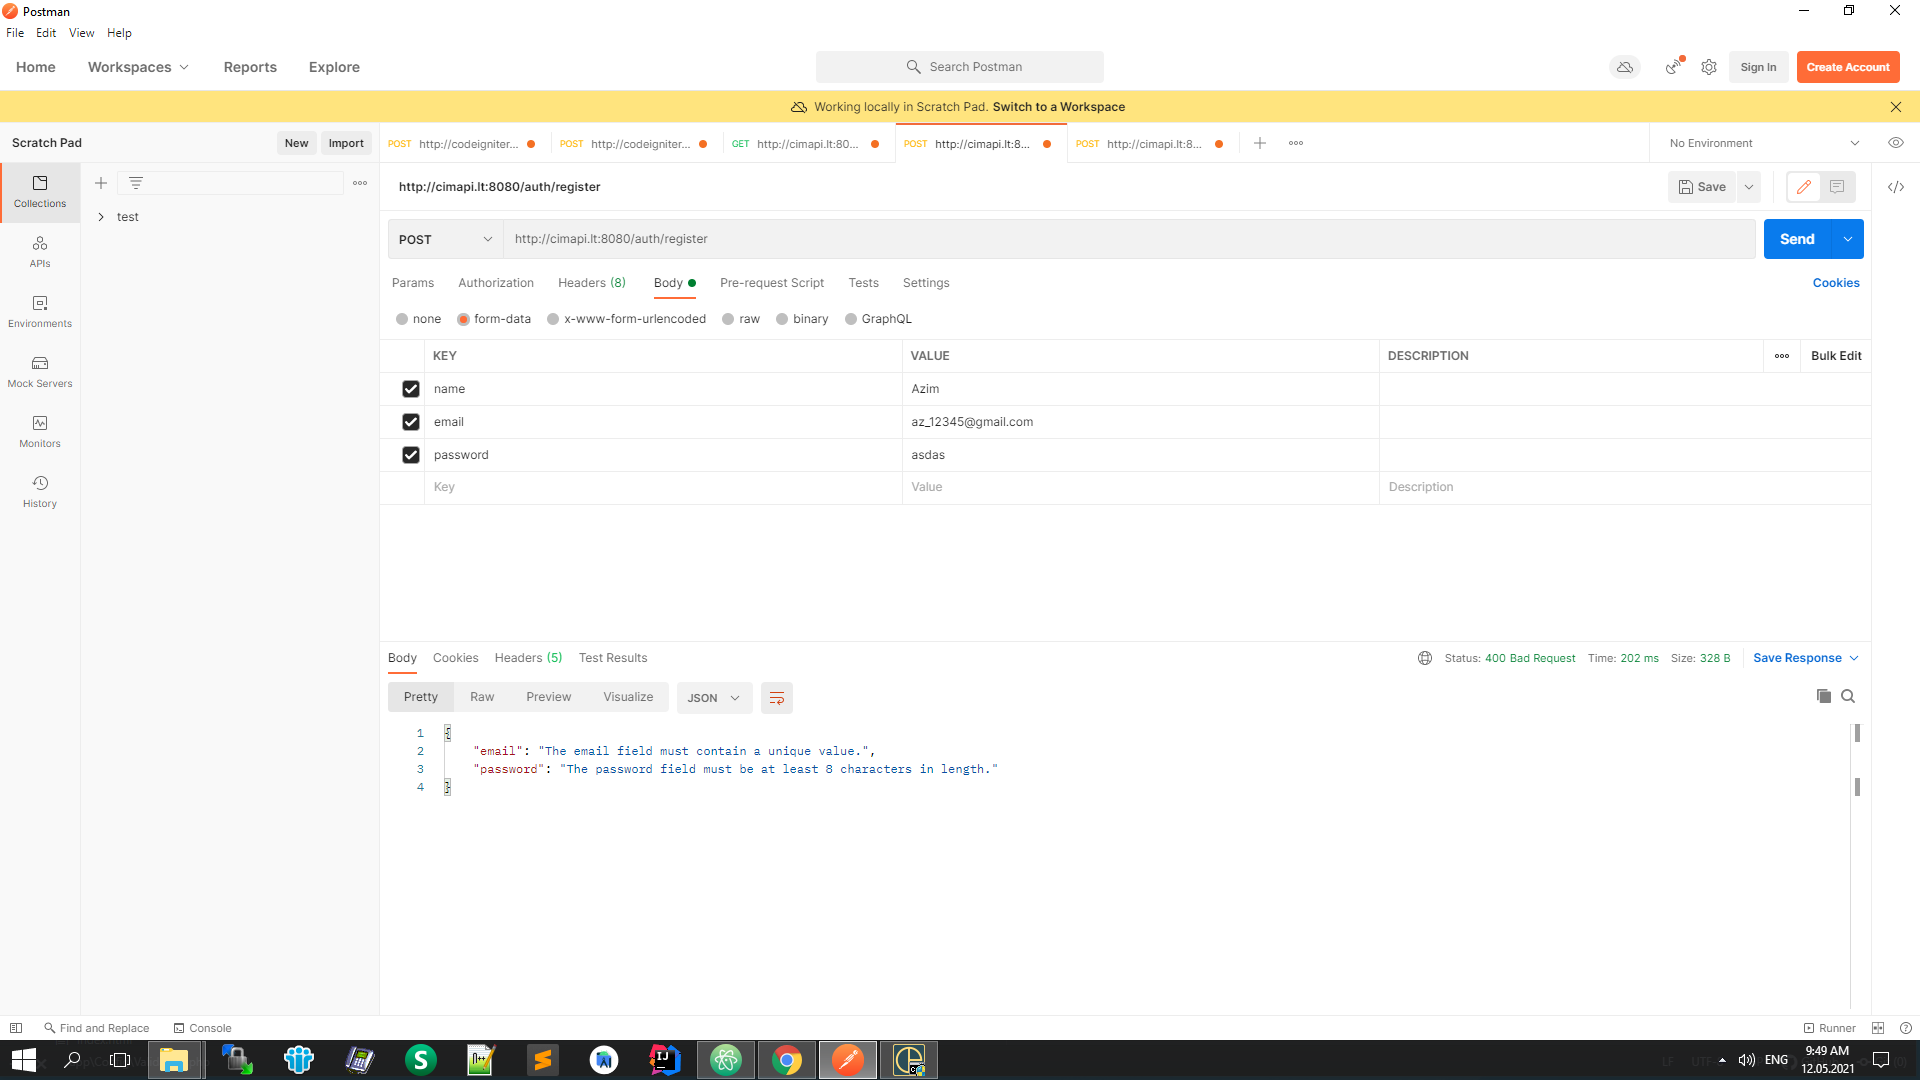 Postman
File Edit View Help
Home Workspaces Reports Explore Search Postman Sign In Create Account
Working locally in Scratch Pad. Switch to a Workspace
Scratch Pad New Import
POST http://codeigniter... POST http://codeigniter... GET http://cimapi.lt:80... POST http://cimapi.lt:8... POST http://cimapi.lt:8... No Environment
Collections
APIs
Environments
Mock Servers
Monitors
History
test
http://cimapi.lt:8080/auth/register Save
POST http://cimapi.lt:8080/auth/register Send
Params Authorization Headers (8) Body Pre-request Script Tests Settings Cookies
none form-data x-www-form-urlencoded raw binary GraphQL
KEY VALUE DESCRIPTION Bulk Edit
name Azim
email az_12345@gmail.com
password asdas
Key Value Description
Body Cookies Headers (5) Test Results Status: 400 Bad Request Time: 202 ms Size: 328 B Save Response
Pretty Raw Preview Visualize JSON
1 {
2 "email": "The email field must contain a unique value.",
3 "password": "The password field must be at least 8 characters in length."
4 }
Find and Replace Console Runner
ENG 9:49 AM
12.05.2021